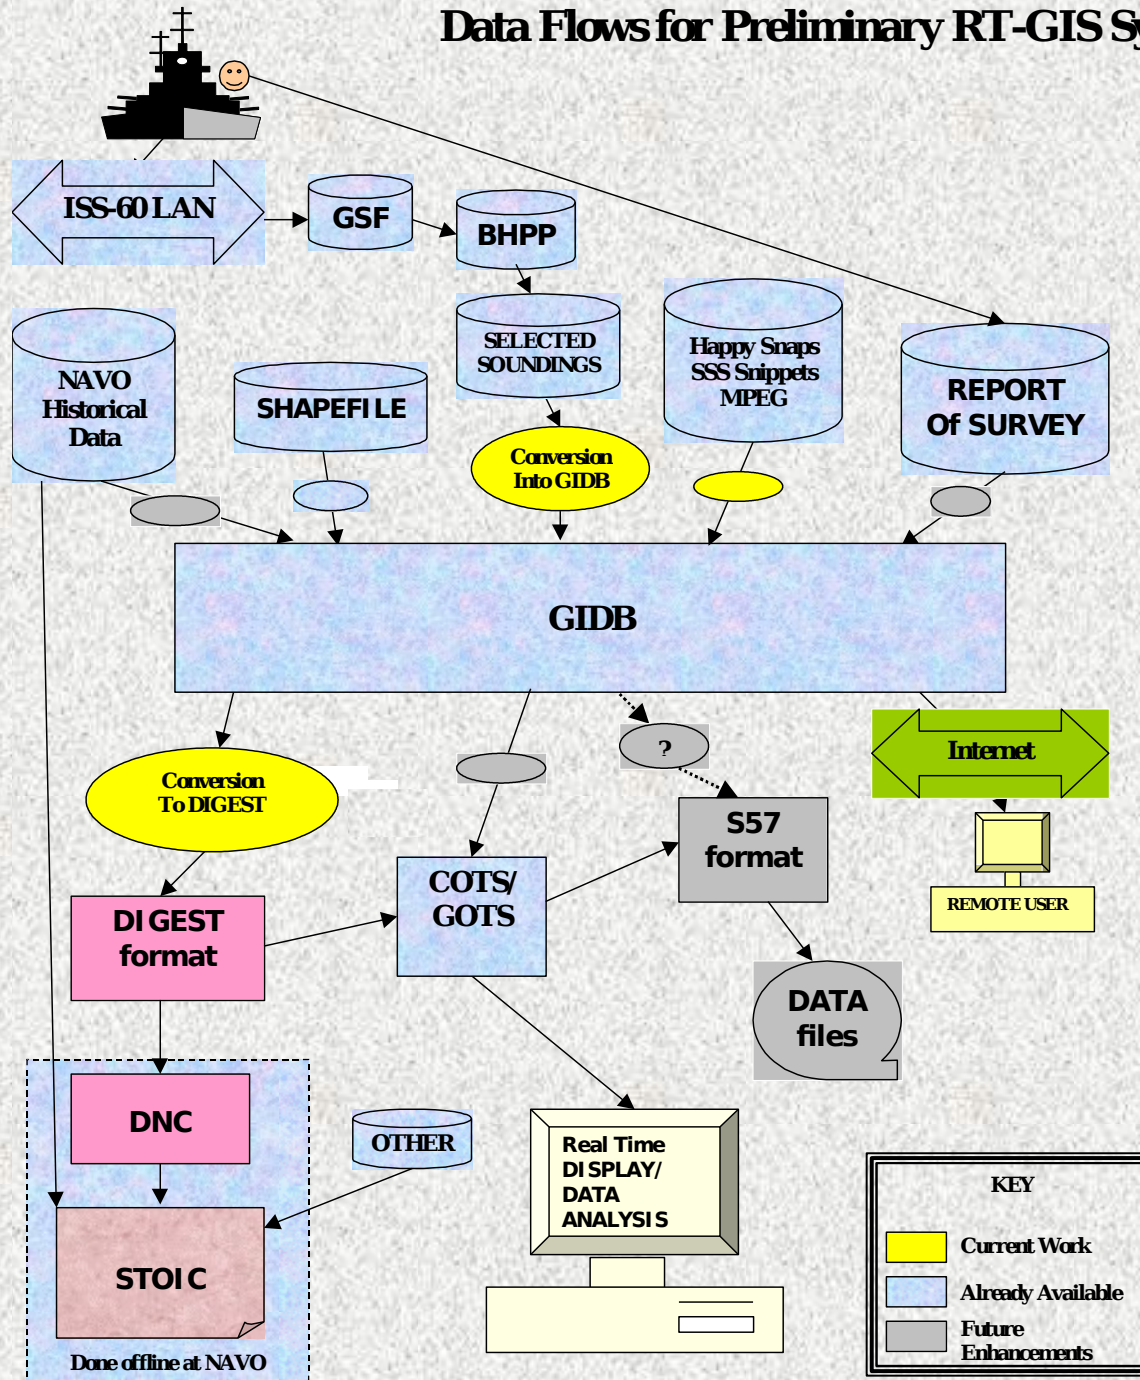 Data Flows for Preliminary RT-GIS
ISS-60 LAN
GSF
BHPP
NAVO
Historical
Data
SHAPEFILE
SELECTED
SOUNDINGS
Happy Snaps
SSS Snippets
MPEG
REPORT
Of SURVEY
Conversion
Into GIDB
GIDB
Conversion
To DIGEST
?
Internet
S57
format
REMOTE USER
COTS/
GOTS
DIGEST
format
DATA
files
DNC
OTHER
Real Time
DISPLAY/
DATA
ANALYSIS
STOIC
Done offline at NAVO
KEY
Current Work
Already Available
Future
Enhancements